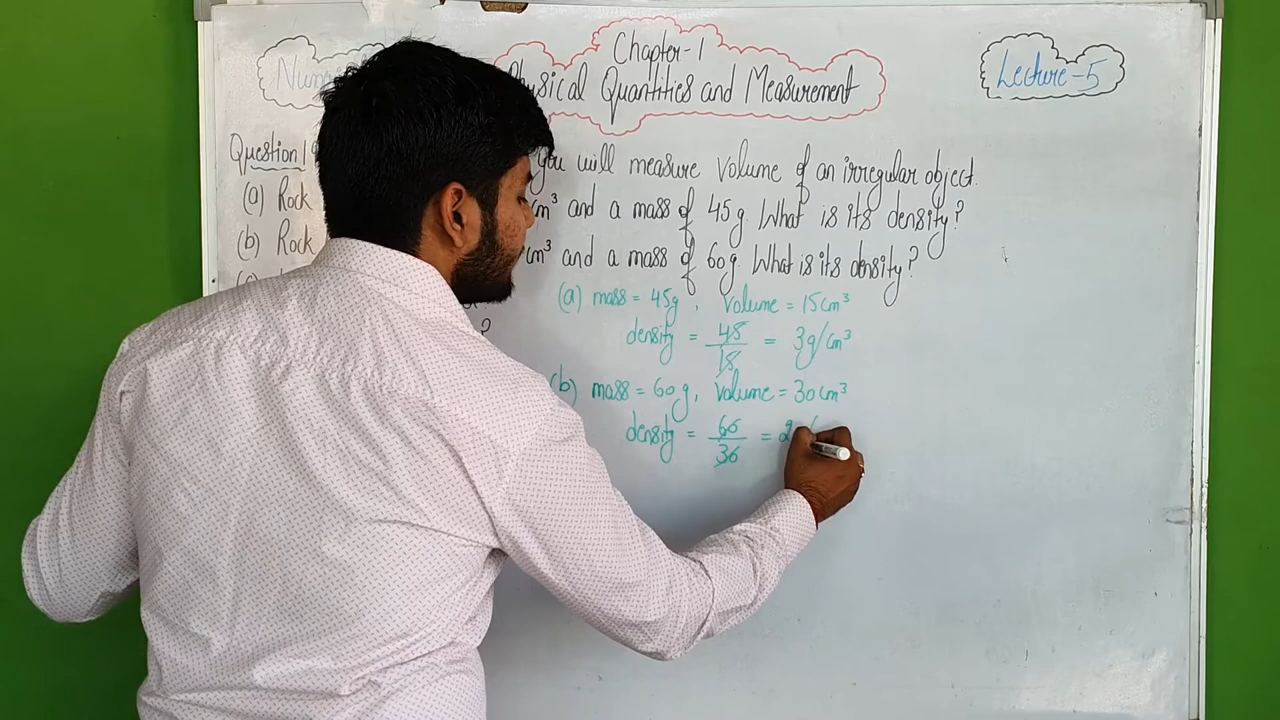 Chapter-1
Physical Quantities and Measurement
Lecture-5
Question 1
you will measure volume of an irregular object.
(a) Rock cm³ and a mass of 45g. What is its density?
(b) Rock cm³ and a mass of 60g. What is its density?
(a) mass = 45g, Volume = 15cm³
density = 45/15 = 3g/cm³
(b) mass = 60g, Volume = 30cm³
density = 60/30 = 2